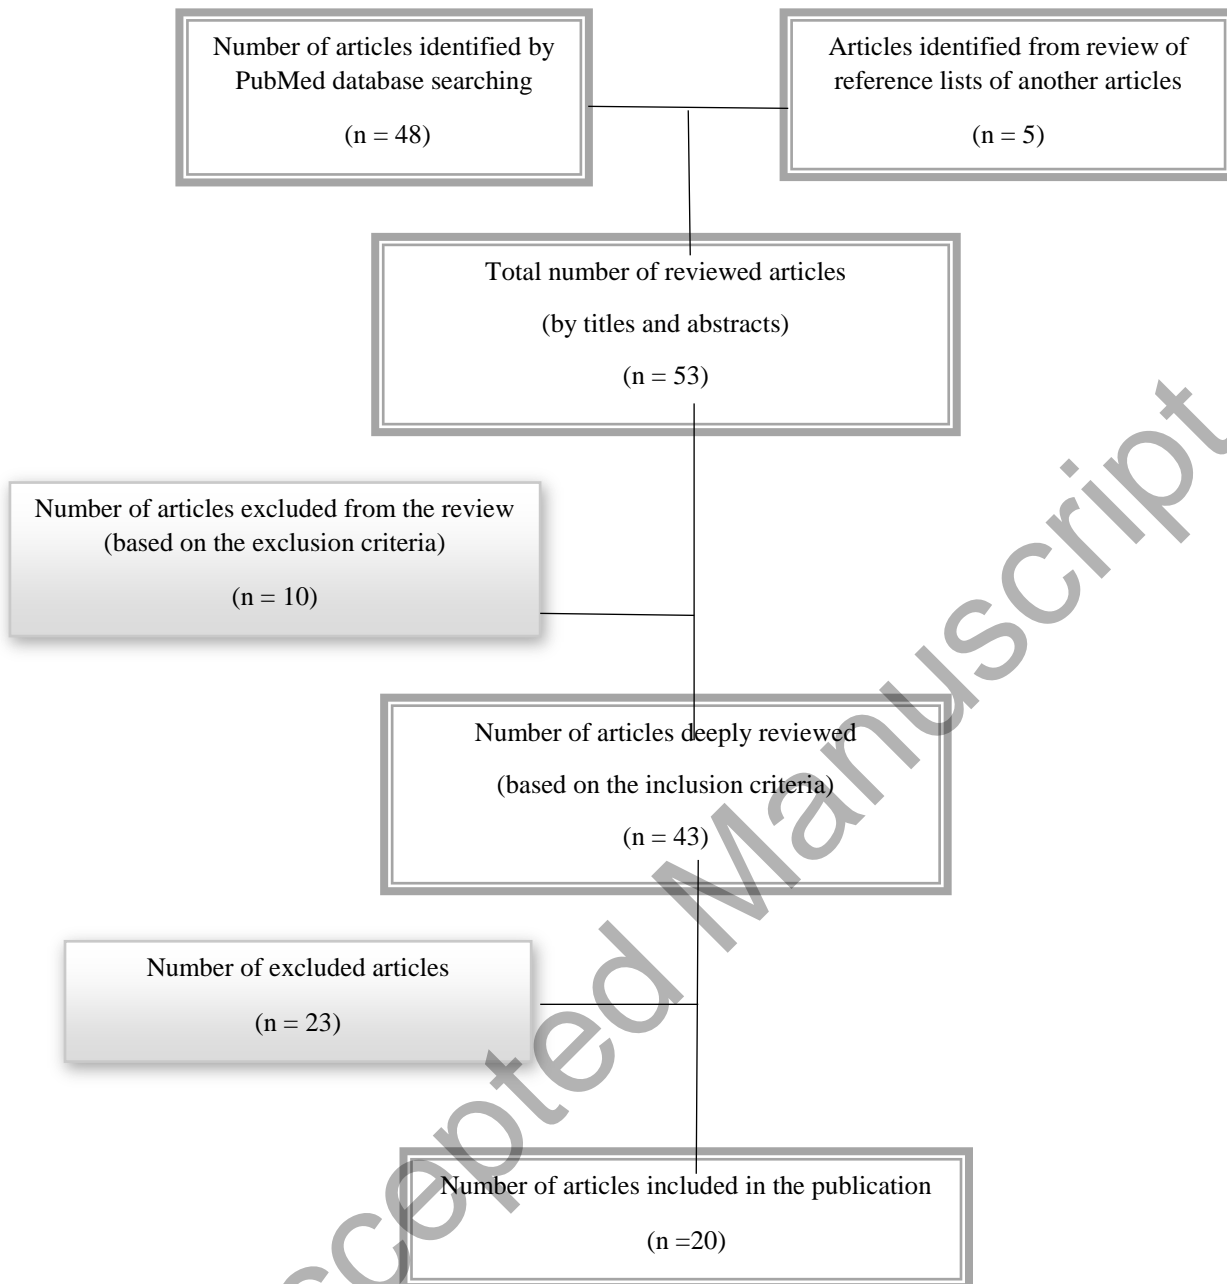 Number of articles identified by
PubMed database searching
(n = 48)
Articles identified from review of
reference lists of another articles
(n = 5)
Total number of reviewed articles
(by titles and abstracts)
(n = 53)
Number of articles excluded from the review
(based on the exclusion criteria)
(n = 10)
Number of articles deeply reviewed
(based on the inclusion criteria)
(n = 43)
Number of excluded articles
(n = 23)
Number of articles included in the publication
(n =20)
cepted Manuscript